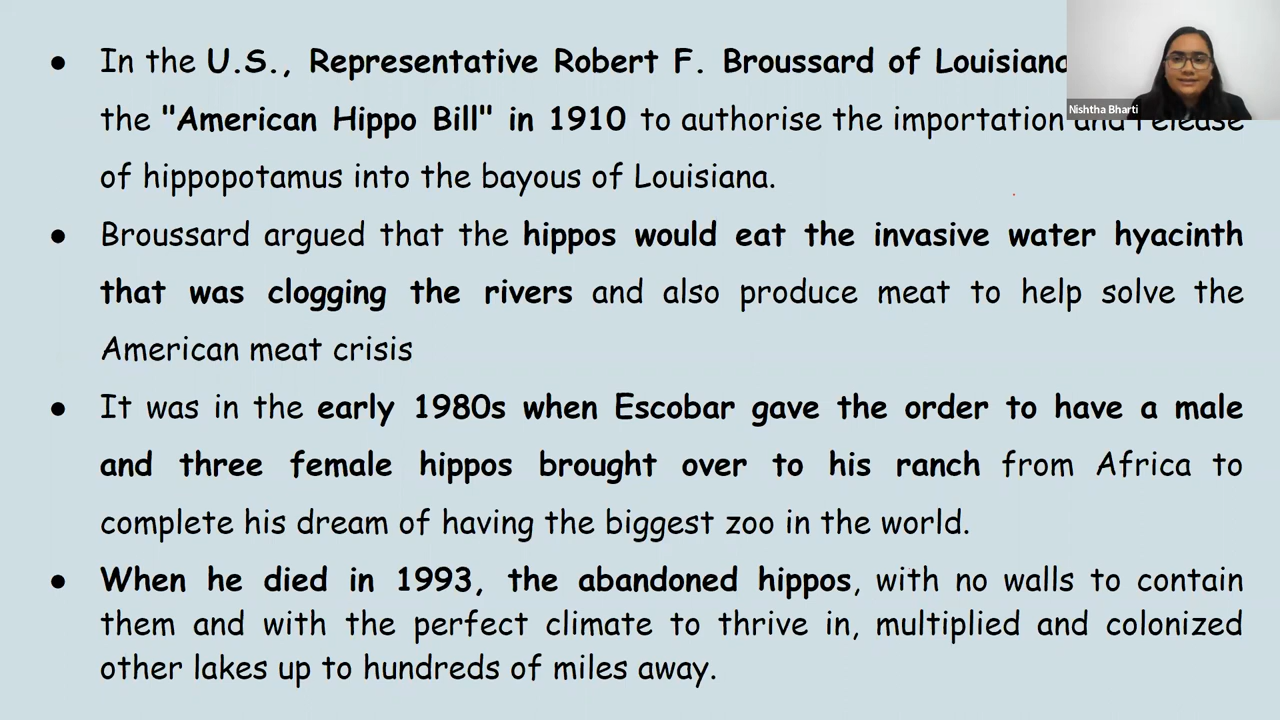 ● In the U.S., Representative Robert F. Broussard of Louisiana
the "American Hippo Bill" in 1910 to authorise the importation and release
of hippopotamus into the bayous of Louisiana.
● Broussard argued that the hippos would eat the invasive water hyacinth
that was clogging the rivers and also produce meat to help solve the
American meat crisis
● It was in the early 1980s when Escobar gave the order to have a male
and three female hippos brought over to his ranch from Africa to
complete his dream of having the biggest zoo in the world.
● When he died in 1993, the abandoned hippos, with no walls to contain
them and with the perfect climate to thrive in, multiplied and colonized
other lakes up to hundreds of miles away.
Nishtha Bharti